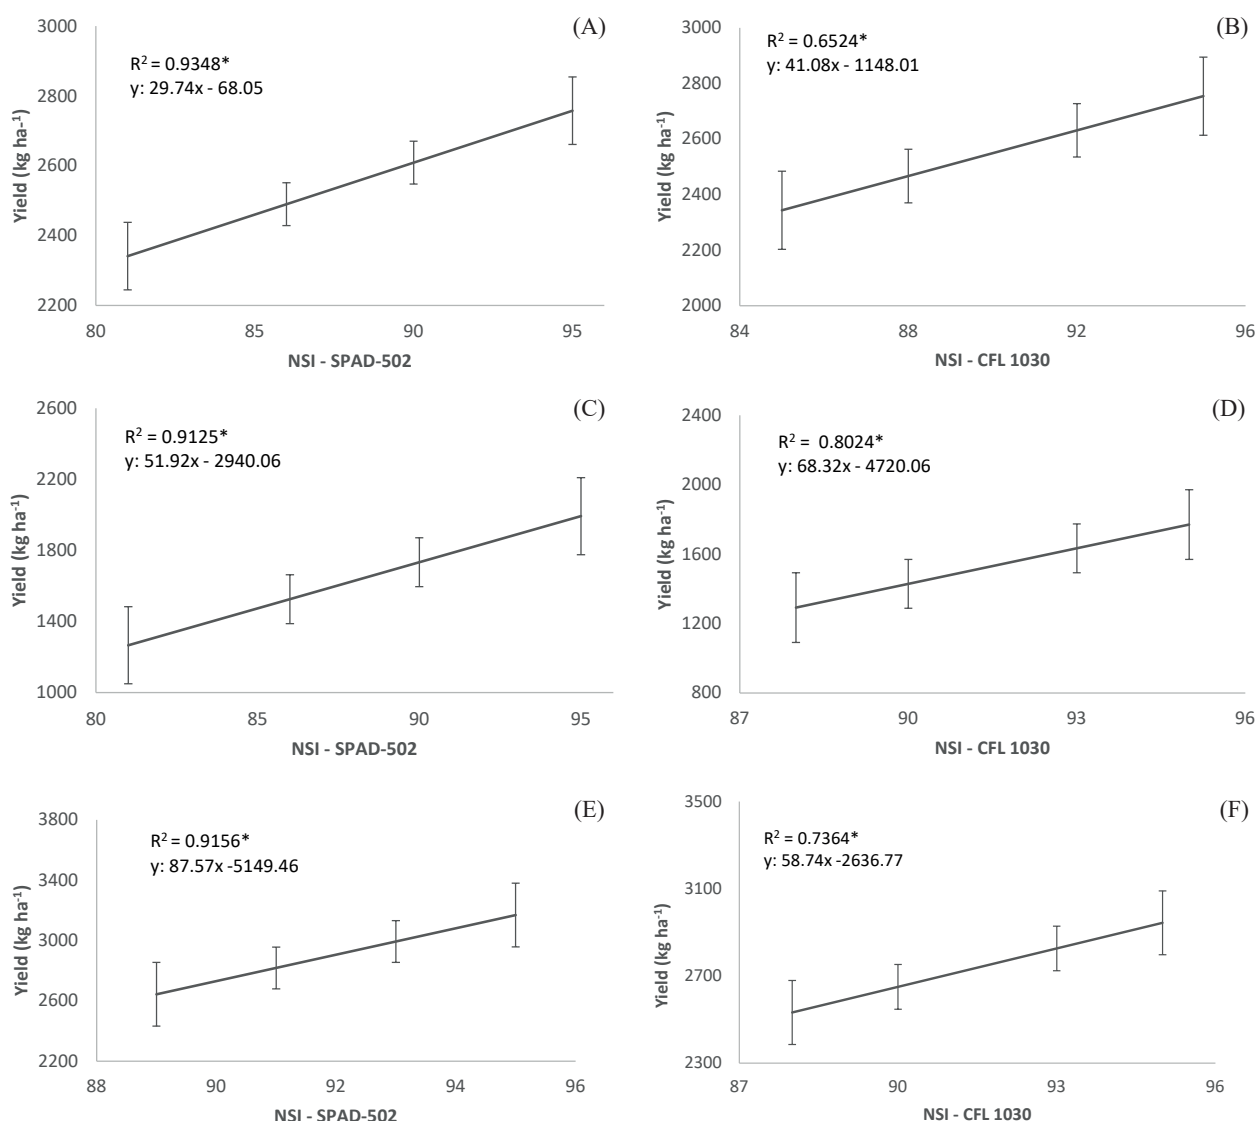 (A)
R² = 0.9348*
y: 29.74x - 68.05
Yield (kg ha-¹)
3000
2800
2600
2400
2200
80 85 90 95
NSI - SPAD-502
(B)
R² = 0.6524*
y: 41.08x - 1148.01
Yield (kg ha⁻¹)
3000
2800
2600
2400
2200
2000
84 88 92 96
NSI - CFL 1030
(C)
R² = 0.9125*
y: 51.92x - 2940.06
Yield (kg ha⁻¹)
2600
2200
1800
1400
1000
80 85 90 95
NSI - SPAD-502
(D)
R² = 0.8024*
y: 68.32x - 4720.06
Yield (kg ha⁻¹)
2400
2000
1600
1200
800
87 90 93 96
NSI - CFL 1030
(E)
R² = 0.9156*
y: 87.57x -5149.46
Yield (kg ha⁻¹)
3800
3400
3000
2600
2200
88 90 92 94 96
NSI - SPAD-502
(F)
R² = 0.7364*
y: 58.74x -2636.77
Yield (kg ha⁻¹)
3500
3100
2700
2300
87 90 93 96
NSI - CFL 1030